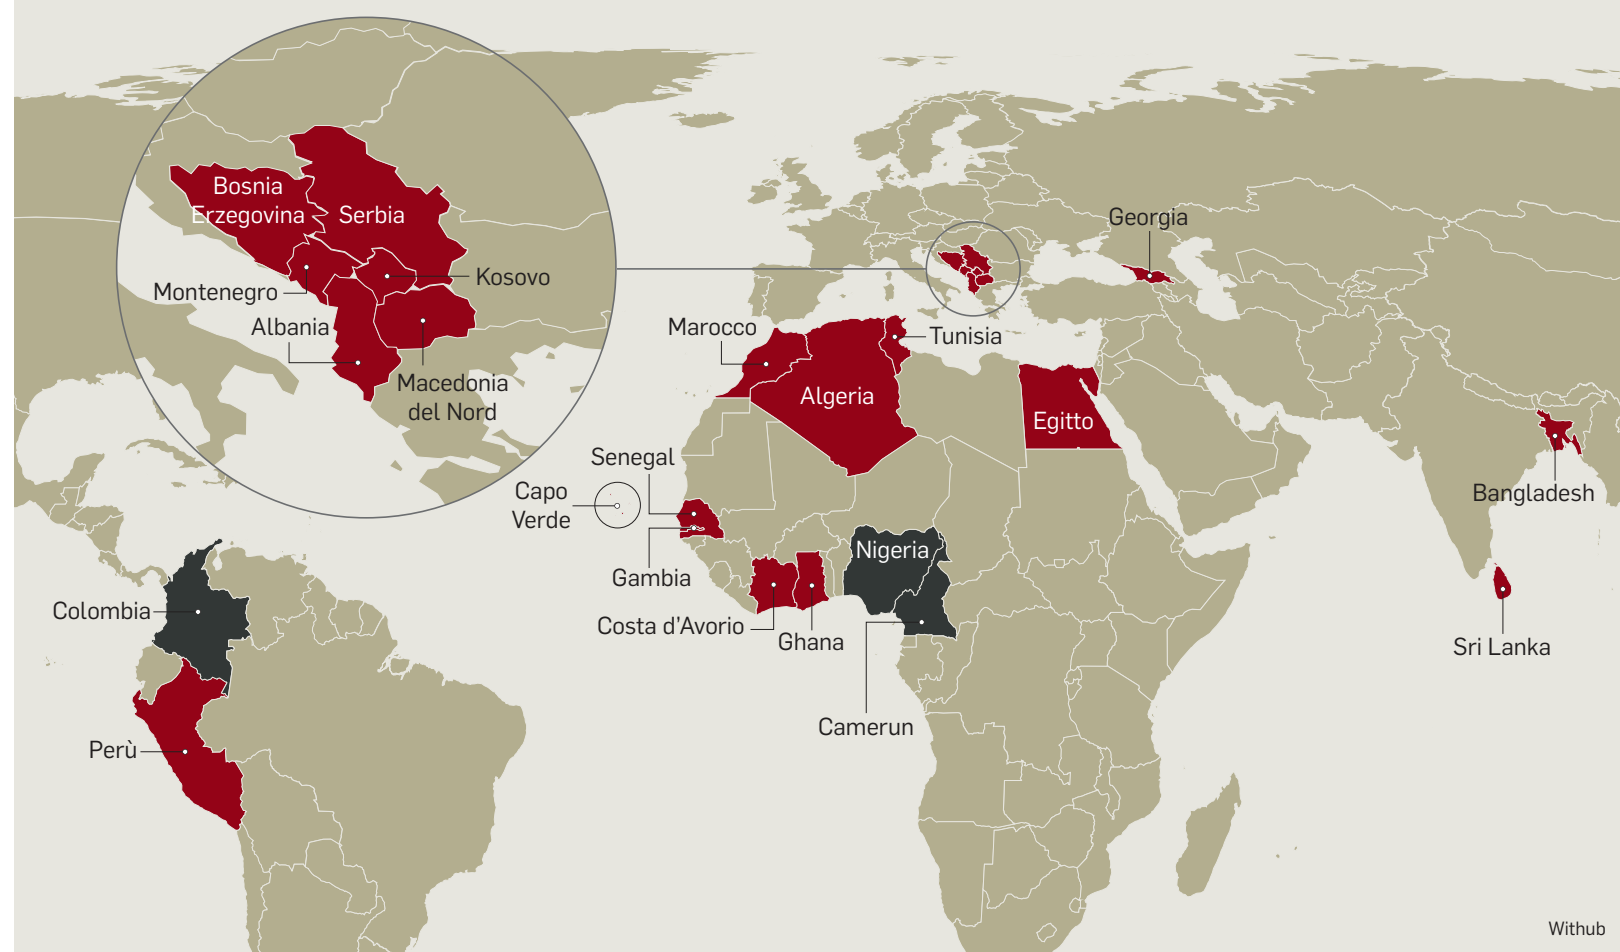 Bosnia
Erzegovina
Serbia
Kosovo
Montenegro
Albania
Macedonia
del Nord
Georgia
Marocco
Tunisia
Algeria
Egitto
Senegal
Capo
Verde
Gambia
Costa d'Avorio
Ghana
Nigeria
Camerun
Bangladesh
Sri Lanka
Colombia
Perù
Withub